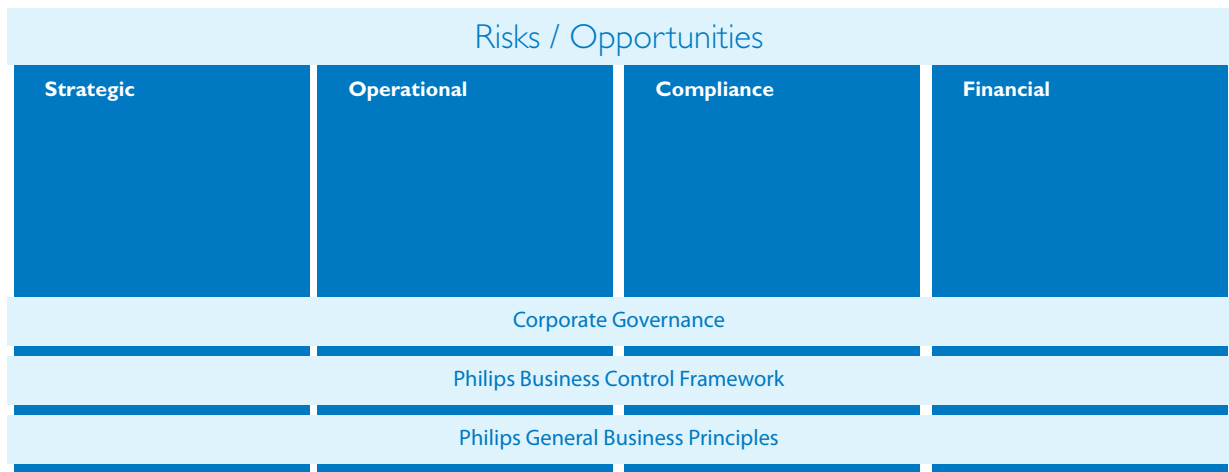 Risks / Opportunities
Strategic
Operational
Compliance
Financial
Corporate Governance
Philips Business Control Framework
Philips General Business Principles